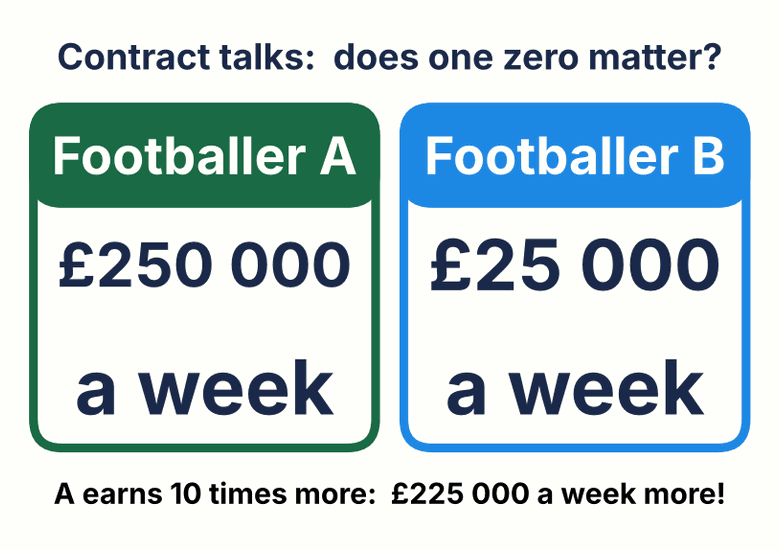 Contract talks: does one zero matter?
Footballer A
£250 000
a week
Footballer B
£25 000
a week
A earns 10 times more: £225 000 a week more!